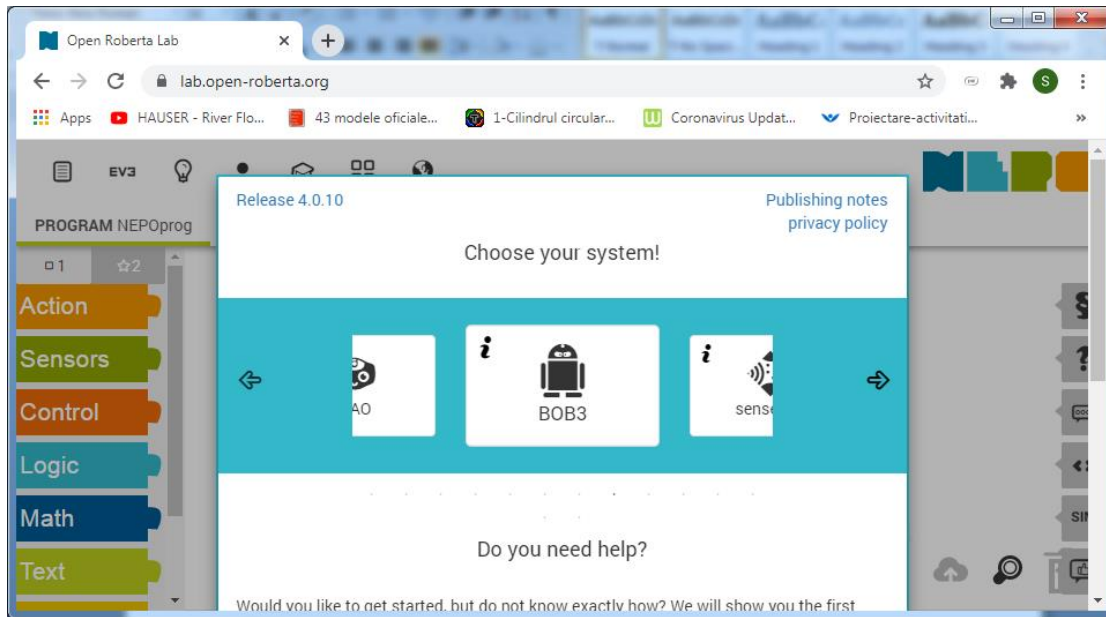 Open Roberta Lab
lab.open-roberta.org
S
Apps
HAUSER - River Flo...
43 modele oficiale...
1-Cilindrul circular...
Coronavirus Updat...
Proiectare-activitati...
EV3
PROGRAM NEPOprog
Release 4.0.10
Publishing notes
privacy policy
Choose your system!
1
2
Action
Sensors
Control
Logic
Math
Text
AO
BOB3
sense
Do you need help?
Would you like to get started, but do not know exactly how? We will show you the first